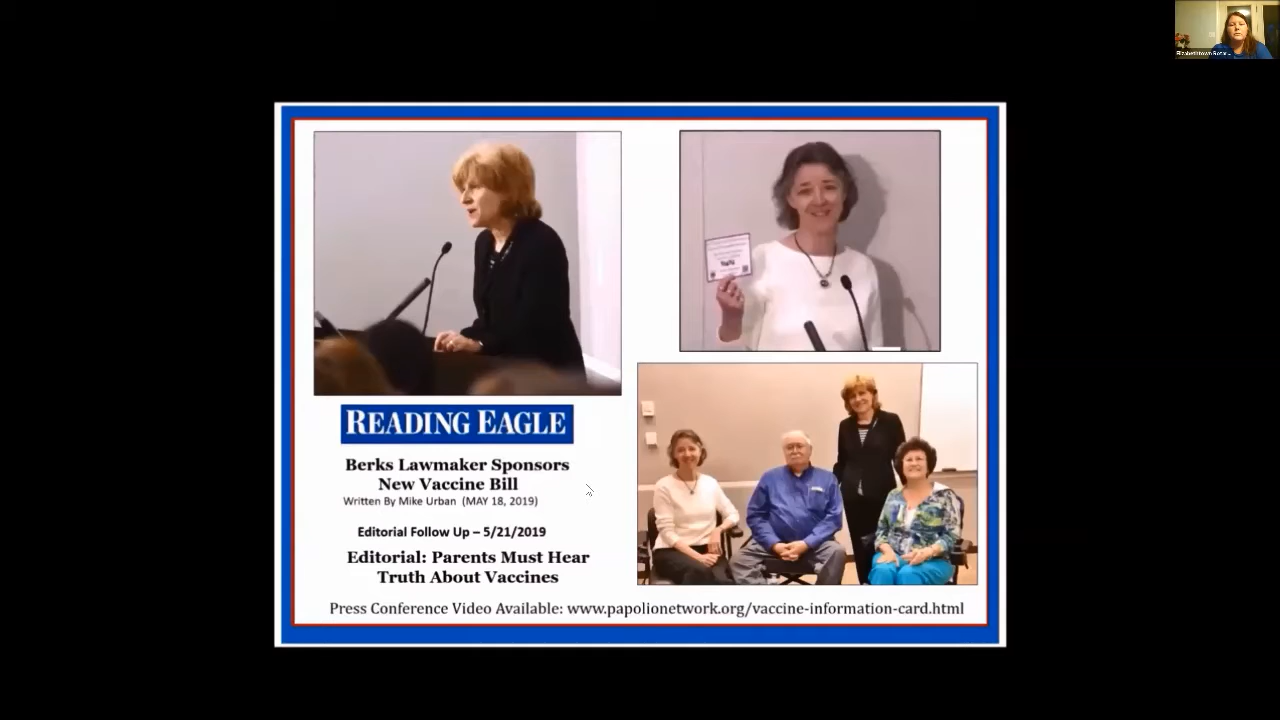 READING EAGLE
Berks Lawmaker Sponsors
New Vaccine Bill
Written By Mike Urban (MAY 18, 2019)
Editorial Follow Up – 5/21/2019
Editorial: Parents Must Hear
Truth About Vaccines
Press Conference Video Available: www.papolionetwork.org/vaccine-information-card.html